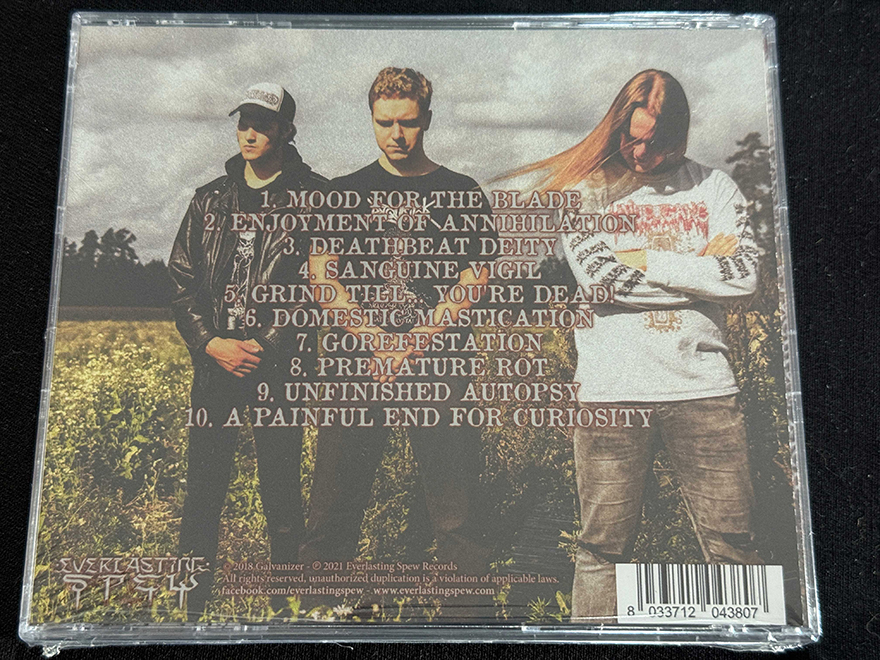 1. MOOD FOR THE BLADE
2. ENJOYMENT OF ANNIHILATION
3. DEATHBEAT DEITY
4. SANGUINE VIGIL
5. GRIND TILL... YOU'RE DEAD!
6. DOMESTIC MASTICATION
7. GOREFESTATION
8. PREMATURE ROT
9. UNFINISHED AUTOPSY
10. A PAINFUL END FOR CURIOSITY
EVERLASTING
SPEW
© 2018 Galvanizer - ℗ 2021 Everlasting Spew Records
All rights reserved, unauthorized duplication is a violation of applicable laws.
facebook.com/everlastingspew - www.everlastingspew.com
8 033712 043807